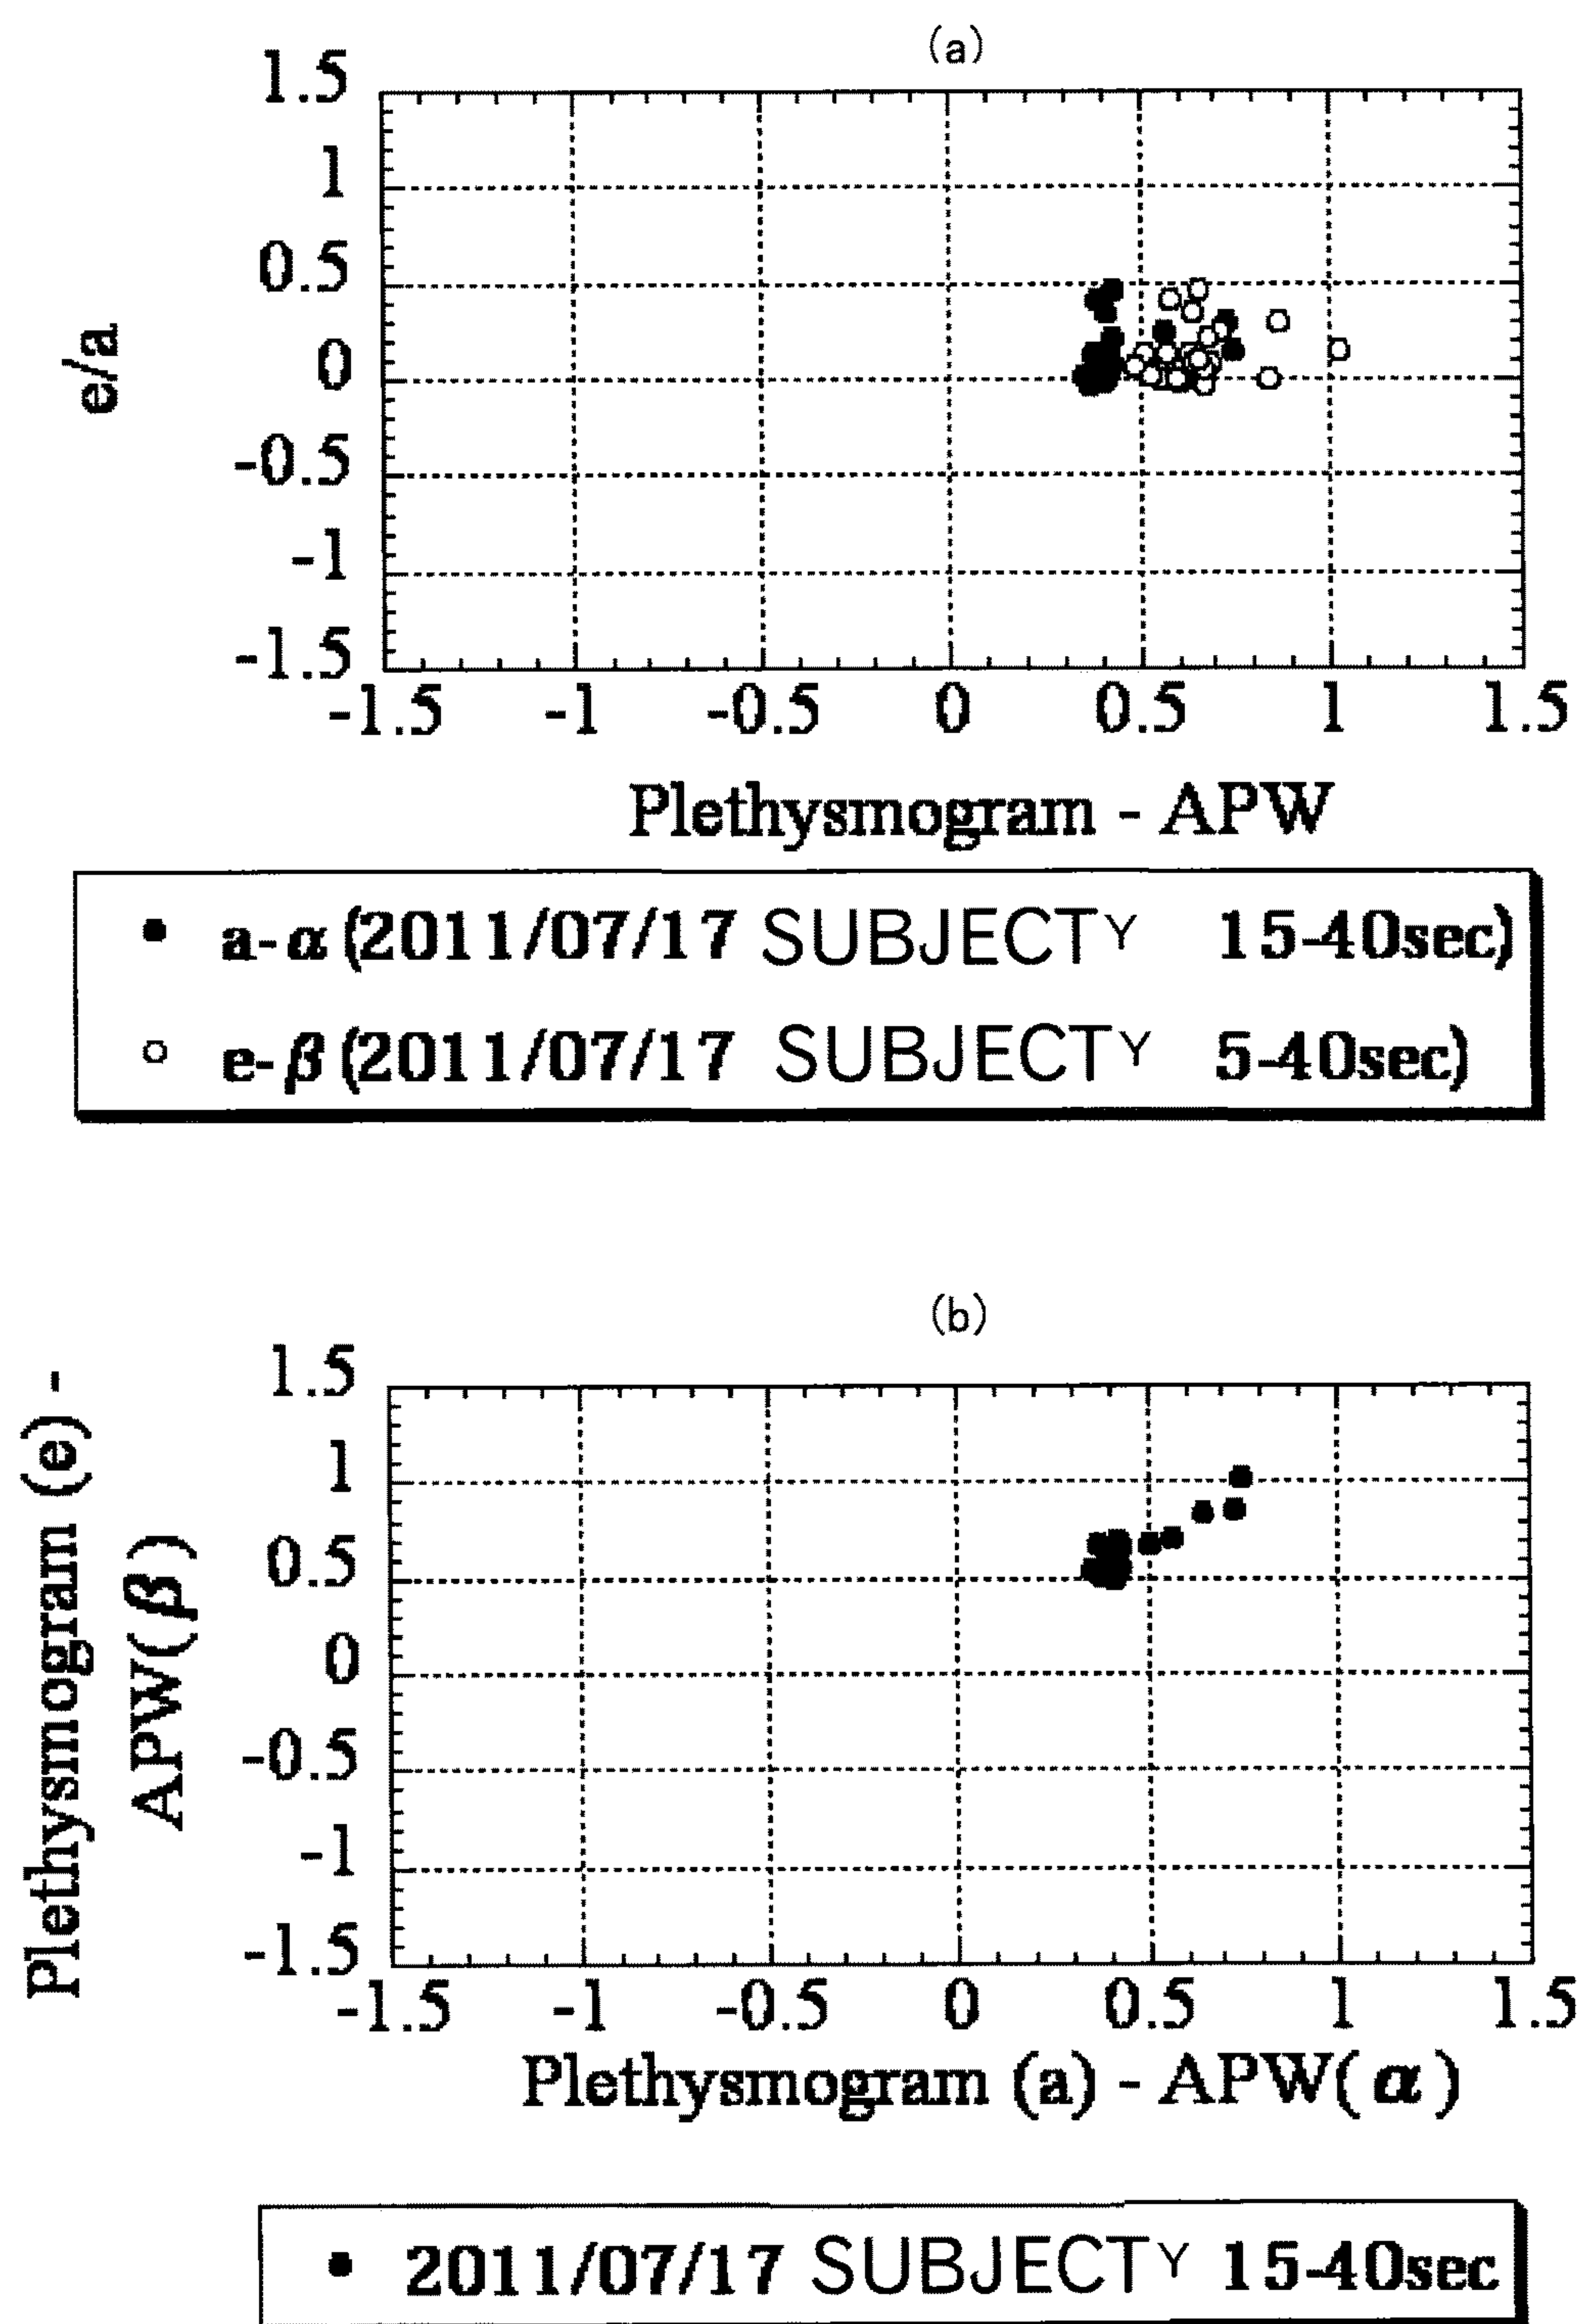 (a)
1.5
1
0.5
0
-0.5
-1
-1.5
e/a
-1.5 -1 -0.5 0 0.5 1 1.5
Plethysmogram - APW
a-α (2011/07/17 SUBJECTY 15-40sec)
e-β (2011/07/17 SUBJECTY 5-40sec)
(b)
1.5
1
0.5
0
-0.5
-1
-1.5
Plethysmogram (e) -
APW(β)
-1.5 -1 -0.5 0 0.5 1 1.5
Plethysmogram (a) - APW(α)
2011/07/17 SUBJECTY 15-40sec